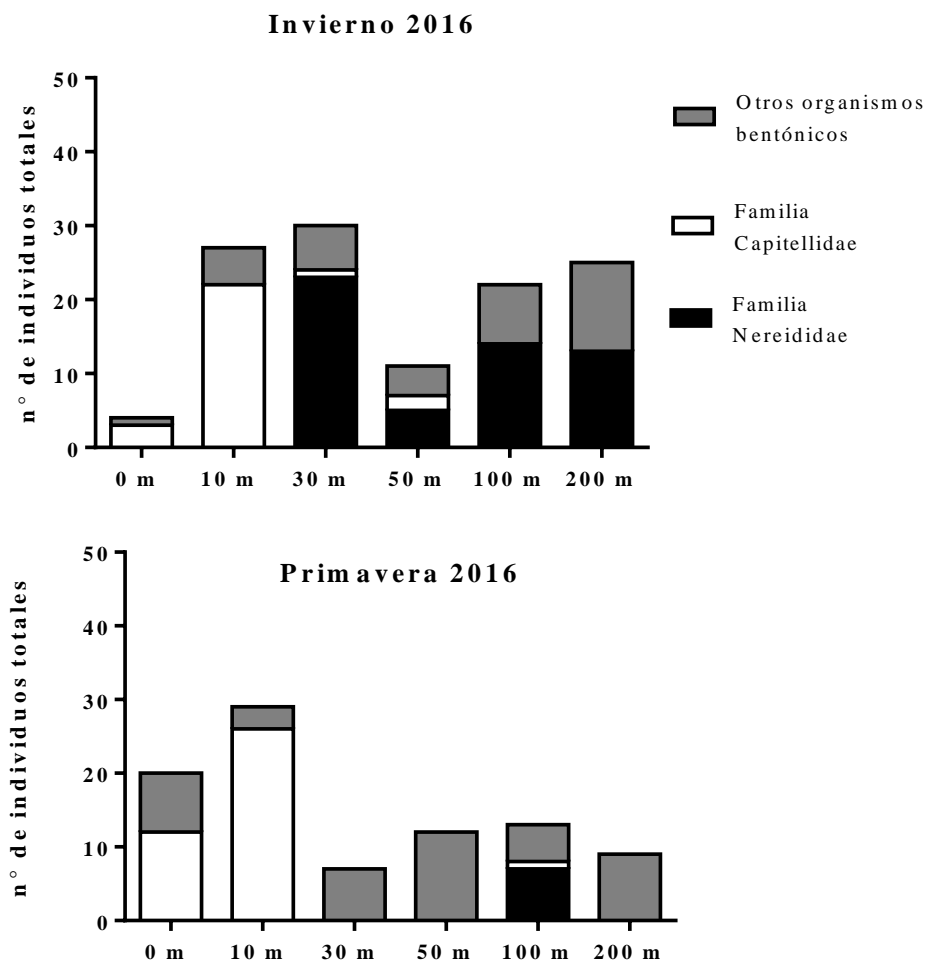 Invierno 2016
n° de individuos totales
50
40
30
20
10
0
0 m 10 m 30 m 50 m 100 m 200 m
Otros organismos
bentónicos
Familia
Capitellidae
Familia
Nereididae
Primavera 2016
n° de individuos totales
50
40
30
20
10
0
0 m 10 m 30 m 50 m 100 m 200 m